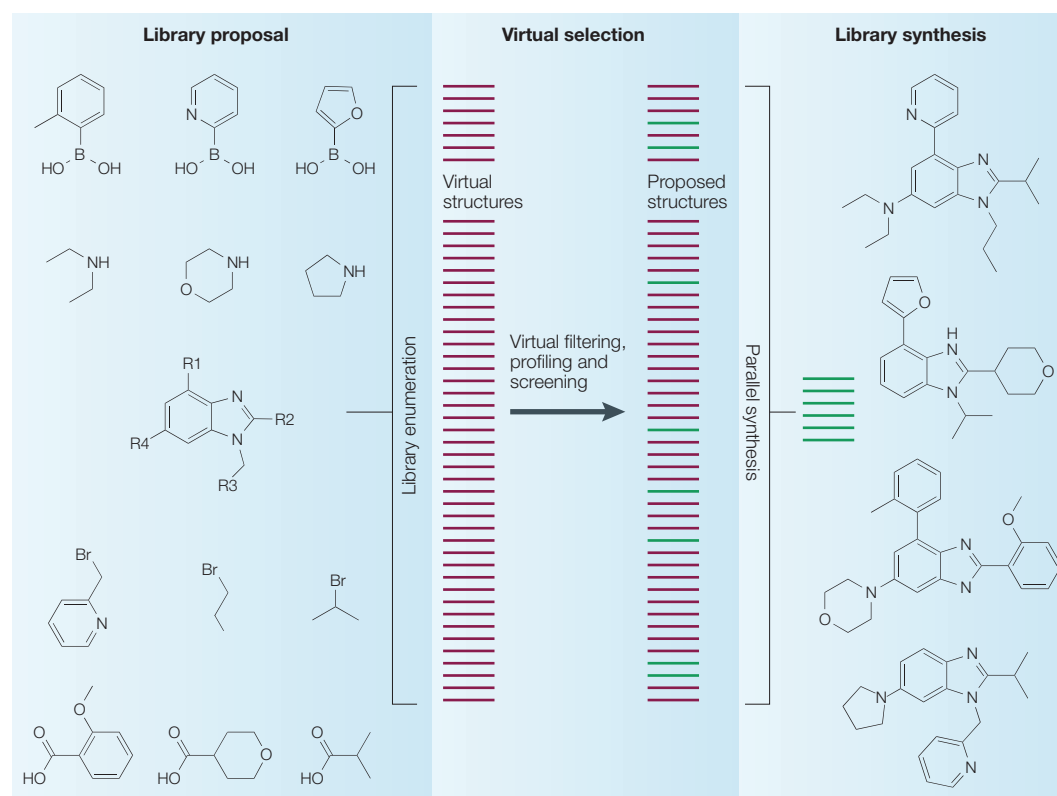 Library proposal
Virtual selection
Library synthesis
N
O
B
HO
OH
B
HO
OH
B
HO
OH
Virtual
structures
Proposed
structures
N
N
N
N
NH
NH
O
NH
Library enumeration
Virtual filtering,
profiling and
screening
Parallel synthesis
O
H
N
N
O
R1
N
R2
R4
N
R3
O
N
N
N
O
Br
N
Br
Br
N
N
N
N
O
O
HO
O
O
HO
O
HO